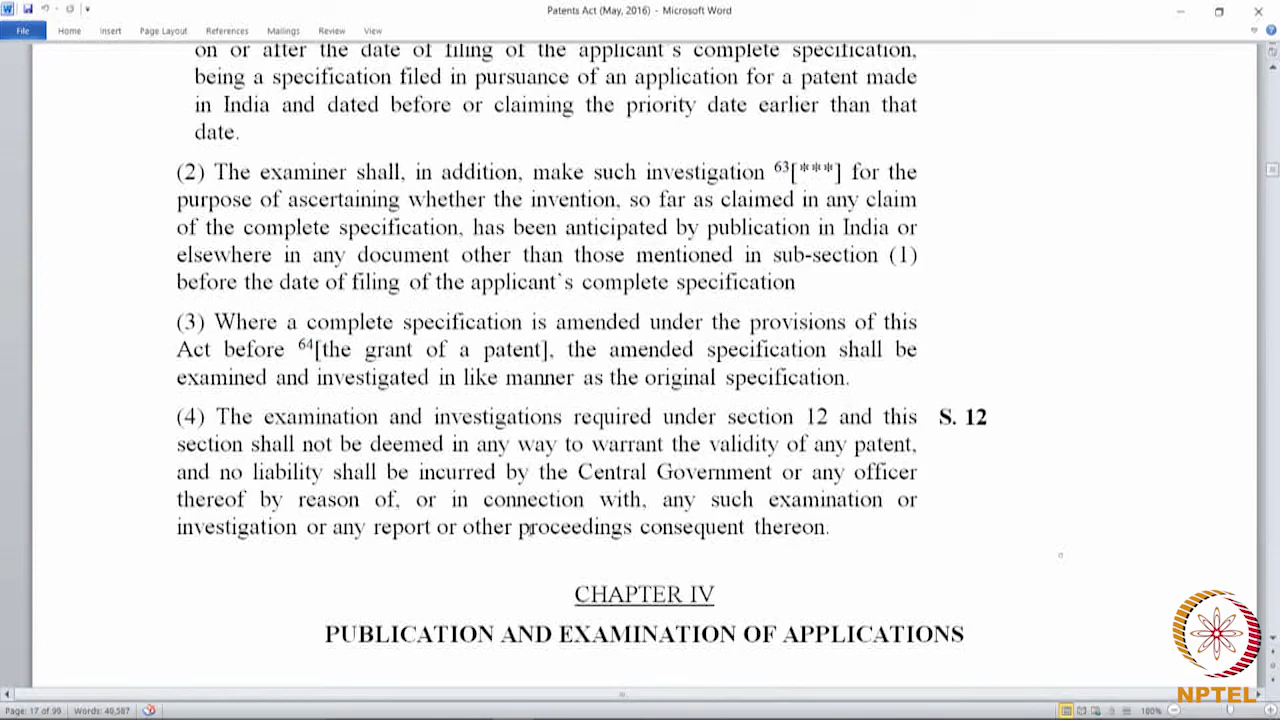 Patents Act (May, 2016) - Microsoft Word
File Home Insert Page Layout References Mailings Review View
on or after the date of filing of the applicant`s complete specification,
being a specification filed in pursuance of an application for a patent made
in India and dated before or claiming the priority date earlier than that
date.
(2) The examiner shall, in addition, make such investigation 63[***] for the
purpose of ascertaining whether the invention, so far as claimed in any claim
of the complete specification, has been anticipated by publication in India or
elsewhere in any document other than those mentioned in sub-section (1)
before the date of filing of the applicant`s complete specification
(3) Where a complete specification is amended under the provisions of this
Act before 64[the grant of a patent], the amended specification shall be
examined and investigated in like manner as the original specification.
(4) The examination and investigations required under section 12 and this S. 12
section shall not be deemed in any way to warrant the validity of any patent,
and no liability shall be incurred by the Central Government or any officer
thereof by reason of, or in connection with, any such examination or
investigation or any report or other proceedings consequent thereon.
CHAPTER IV
PUBLICATION AND EXAMINATION OF APPLICATIONS
NPTEL
Page: 17 of 99 Words: 40,587 100%